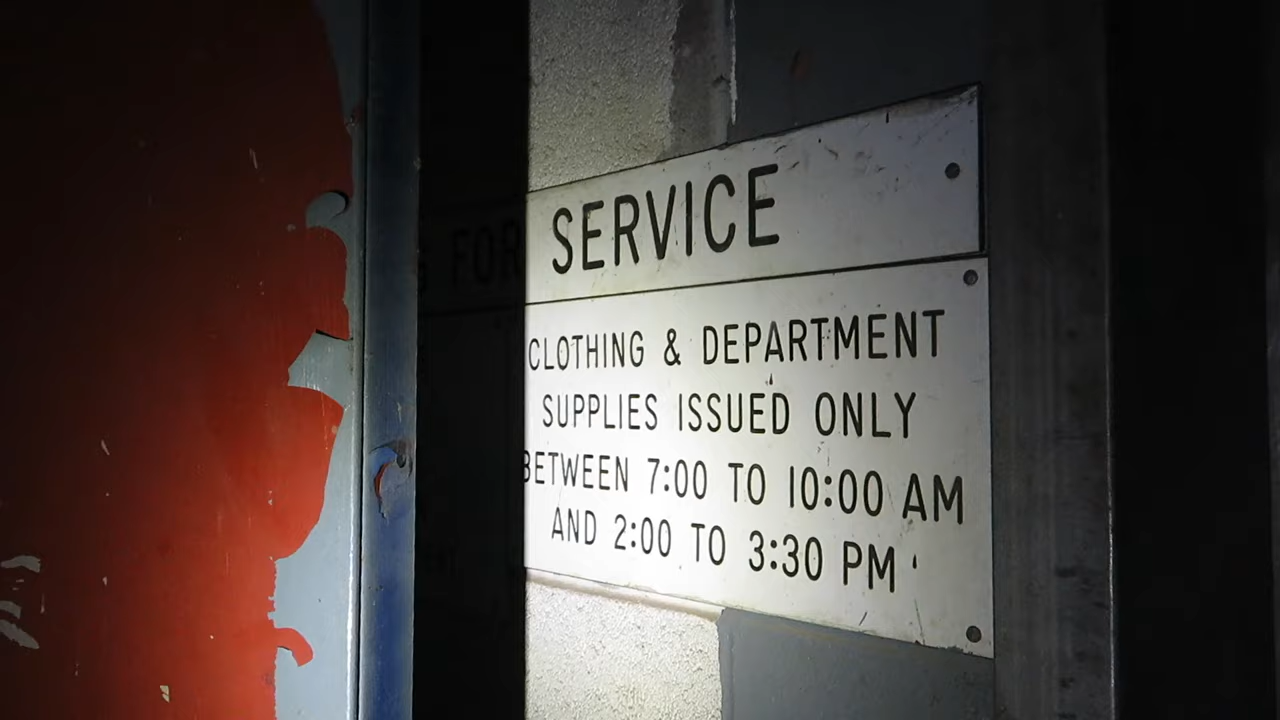 FOR SERVICE
CLOTHING & DEPARTMENT
SUPPLIES ISSUED ONLY
BETWEEN 7:00 TO 10:00 AM
AND 2:00 TO 3:30 PM